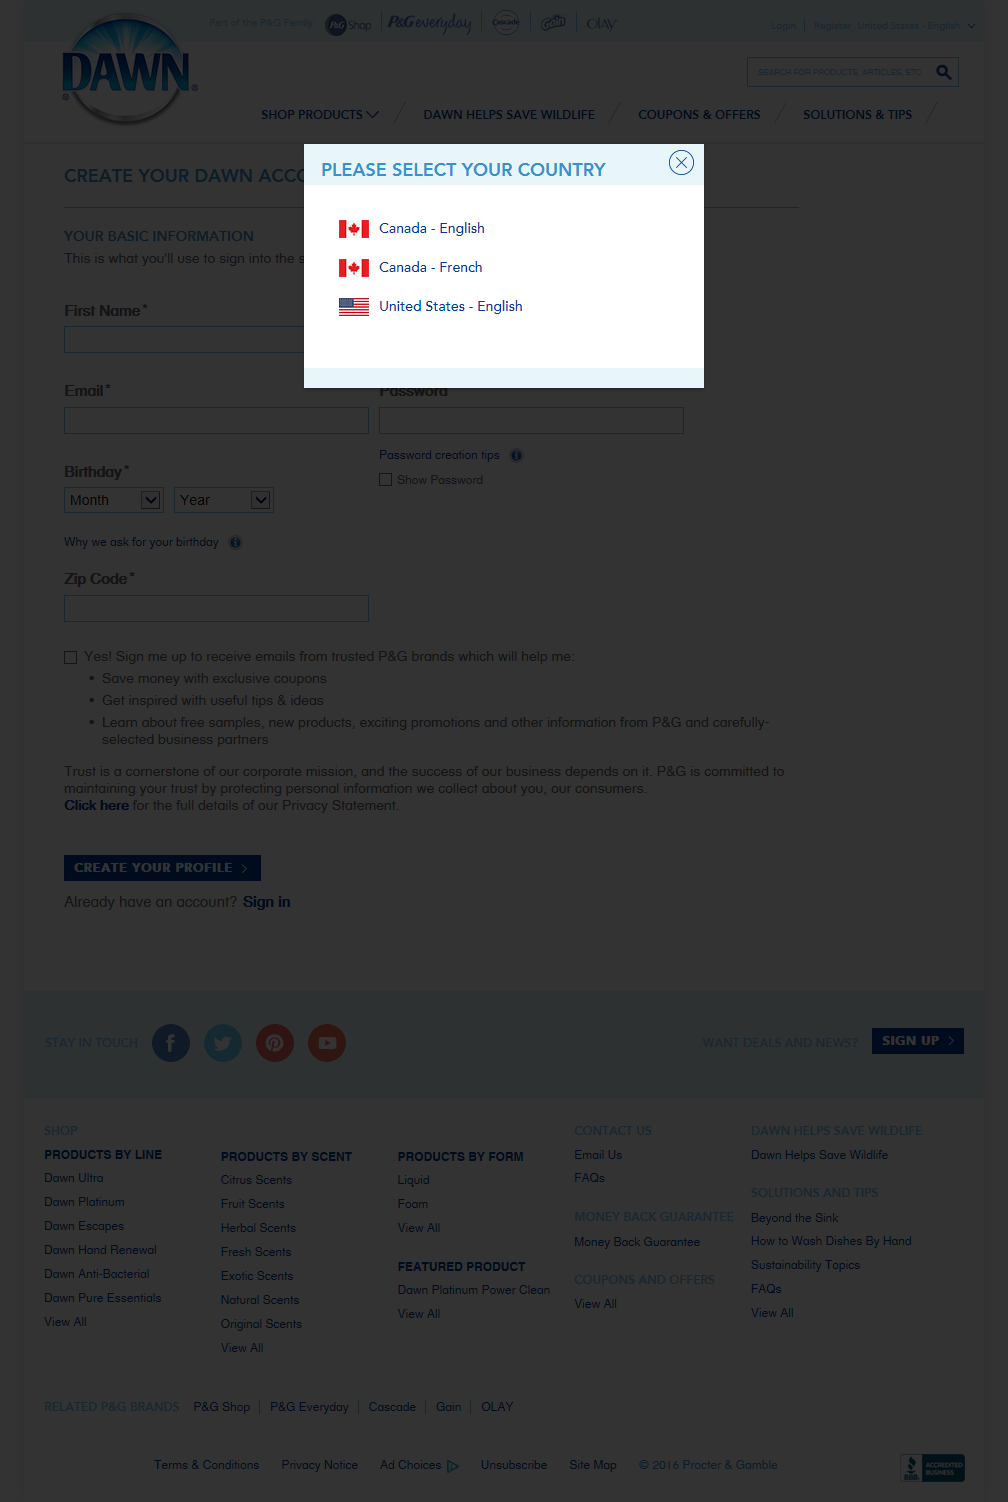 Part of the P&G Family
P&G Shop
P&G everyday
Cascade
Gain
OLAY
Login
Register
United States - English
DAWN
SEARCH FOR PRODUCTS, ARTICLES, ETC
SHOP PRODUCTS
DAWN HELPS SAVE WILDLIFE
COUPONS & OFFERS
SOLUTIONS & TIPS
PLEASE SELECT YOUR COUNTRY
Canada - English
Canada - French
United States - English
CREATE YOUR DAWN ACCO
YOUR BASIC INFORMATION
This is what you'll use to sign into the s
First Name*
Email*
Password
Password creation tips
Show Password
Birthday*
Month
Year
Why we ask for your birthday
Zip Code*
Yes! Sign me up to receive emails from trusted P&G brands which will help me:
• Save money with exclusive coupons
• Get inspired with useful tips & ideas
• Learn about free samples, new products, exciting promotions and other information from P&G and carefully-
selected business partners
Trust is a cornerstone of our corporate mission, and the success of our business depends on it. P&G is committed to
maintaining your trust by protecting personal information we collect about you, our consumers.
Click here for the full details of our Privacy Statement.
CREATE YOUR PROFILE
Already have an account? Sign in
STAY IN TOUCH
WANT DEALS AND NEWS?
SIGN UP
SHOP
PRODUCTS BY LINE
Dawn Ultra
Dawn Platinum
Dawn Escapes
Dawn Hand Renewal
Dawn Anti-Bacterial
Dawn Pure Essentials
View All
PRODUCTS BY SCENT
Citrus Scents
Fruit Scents
Herbal Scents
Fresh Scents
Exotic Scents
Natural Scents
Original Scents
View All
PRODUCTS BY FORM
Liquid
Foam
View All
FEATURED PRODUCT
Dawn Platinum Power Clean
View All
CONTACT US
Email Us
FAQs
MONEY BACK GUARANTEE
Money Back Guarantee
COUPONS AND OFFERS
View All
DAWN HELPS SAVE WILDLIFE
Dawn Helps Save Wildlife
SOLUTIONS AND TIPS
Beyond the Sink
How to Wash Dishes By Hand
Sustainability Topics
FAQs
View All
RELATED P&G BRANDS
P&G Shop
P&G Everyday
Cascade
Gain
OLAY
Terms & Conditions
Privacy Notice
Ad Choices
Unsubscribe
Site Map
© 2016 Procter & Gamble
BBB
ACCREDITED
BUSINESS